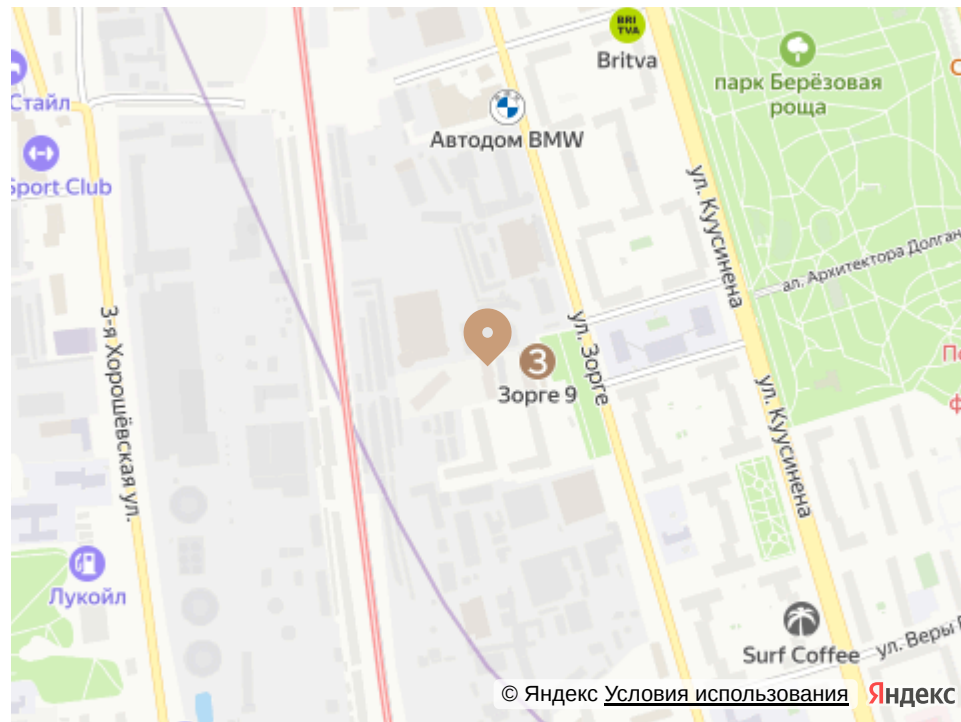 BRI
TVA
Britva
парк Берёзовая
роща
Стайл
Автодом BMW
Sport Club
ул. Куусинена
ал. Архитектора Долган
3-я Хорошёвская ул.
ул. Зорге
З
Зорге 9
ул. Куусинена
Лукойл
Surf Coffee
ул. Веры
© Яндекс Условия использования
Яндекс